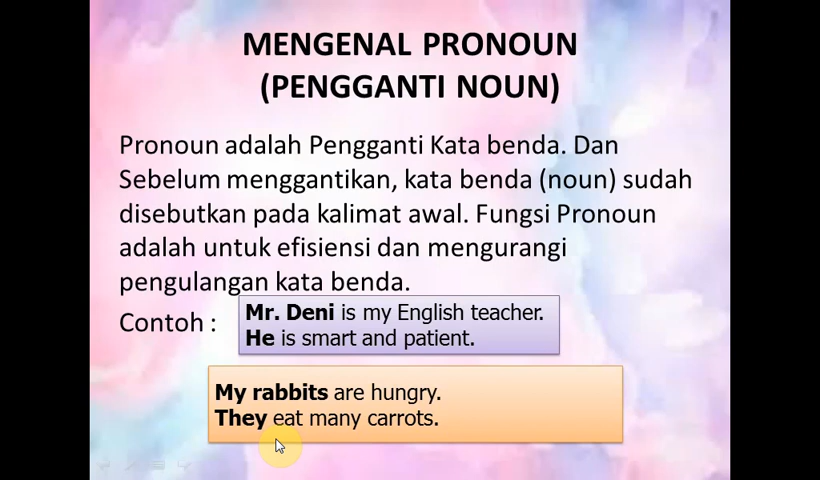 MENGENAL PRONOUN
(PENGGANTI NOUN)
Pronoun adalah Pengganti Kata benda. Dan
Sebelum menggantikan, kata benda (noun) sudah
disebutkan pada kalimat awal. Fungsi Pronoun
adalah untuk efisiensi dan mengurangi
pengulangan kata benda.
Contoh :
Mr. Deni is my English teacher.
He is smart and patient.
My rabbits are hungry.
They eat many carrots.